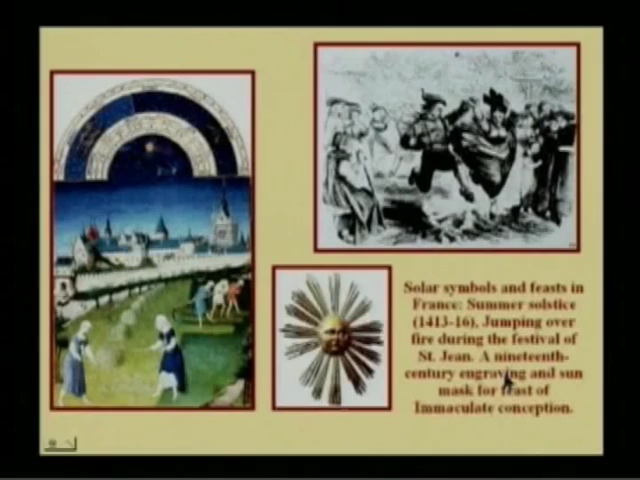 Solar symbols and feasts in
France: Summer solstice
(1413-16), Jumping over
fire during the festival of
St. Jean. A nineteenth-
century engraving and sun
mask for feast of
Immaculate conception.